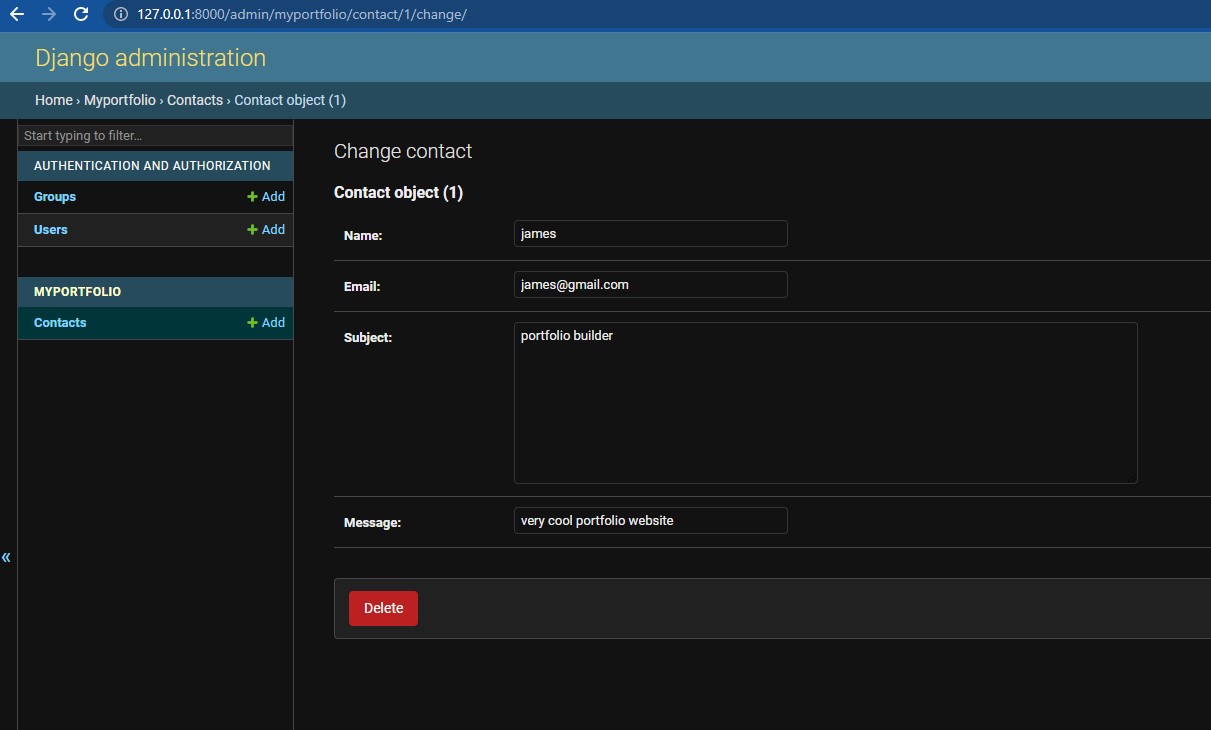 127.0.0.1:8000/admin/myportfolio/contact/1/change/
Django administration
Home › Myportfolio › Contacts › Contact object (1)
Start typing to filter...
AUTHENTICATION AND AUTHORIZATION
Groups + Add
Users + Add
MYPORTFOLIO
Contacts + Add
«
Change contact
Contact object (1)
Name: james
Email: james@gmail.com
Subject: portfolio builder
Message: very cool portfolio website
Delete